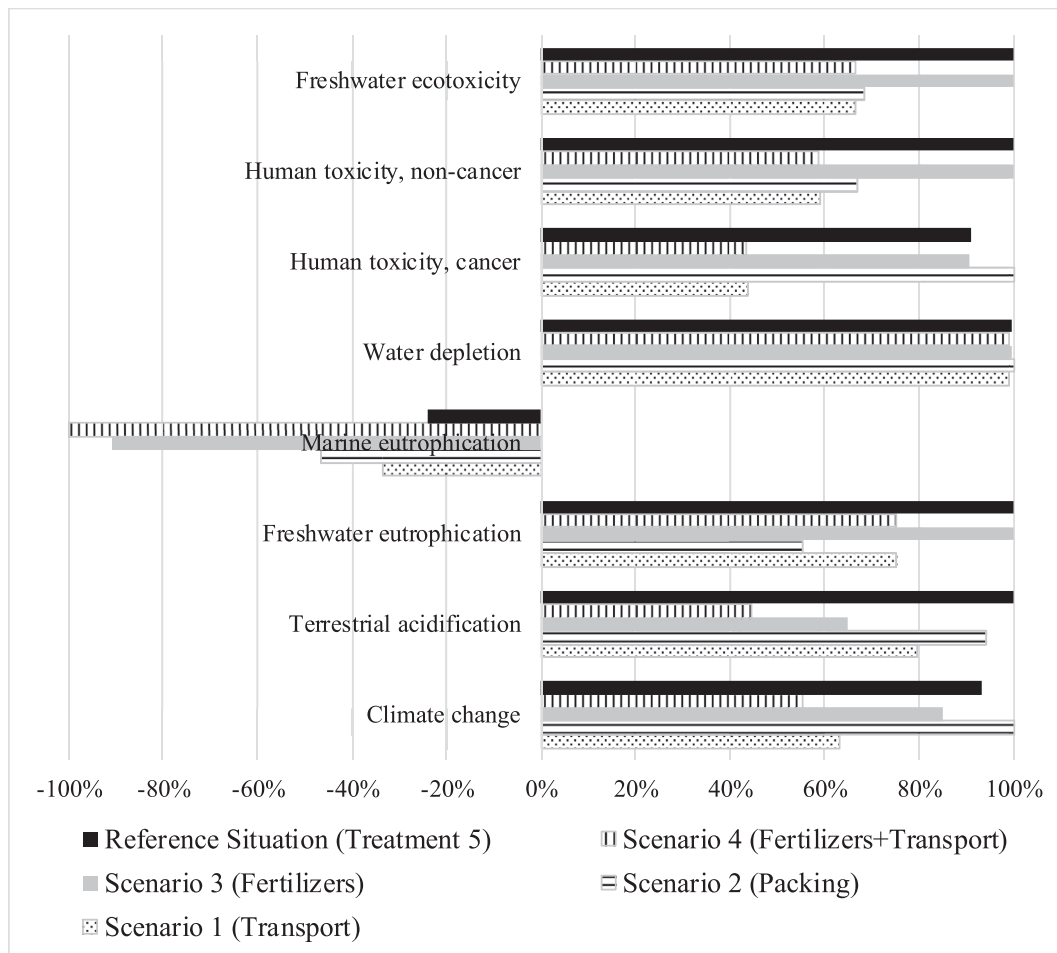 Freshwater ecotoxicity
Human toxicity, non-cancer
Human toxicity, cancer
Water depletion
Marine eutrophication
Freshwater eutrophication
Terrestrial acidification
Climate change
-100% -80% -60% -40% -20% 0% 20% 40% 60% 80% 100%
Reference Situation (Treatment 5) Scenario 4 (Fertilizers+Transport)
Scenario 3 (Fertilizers) Scenario 2 (Packing)
Scenario 1 (Transport)